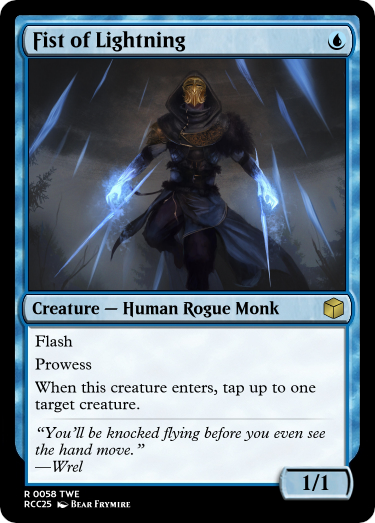 Fist of Lightning
Creature — Human Rogue Monk
Flash
Prowess
When this creature enters, tap up to one
target creature.
“You’ll be knocked flying before you even see
the hand move.”
—Wrel
1/1
R 0058 TWE
RCC25 Bear Frymire